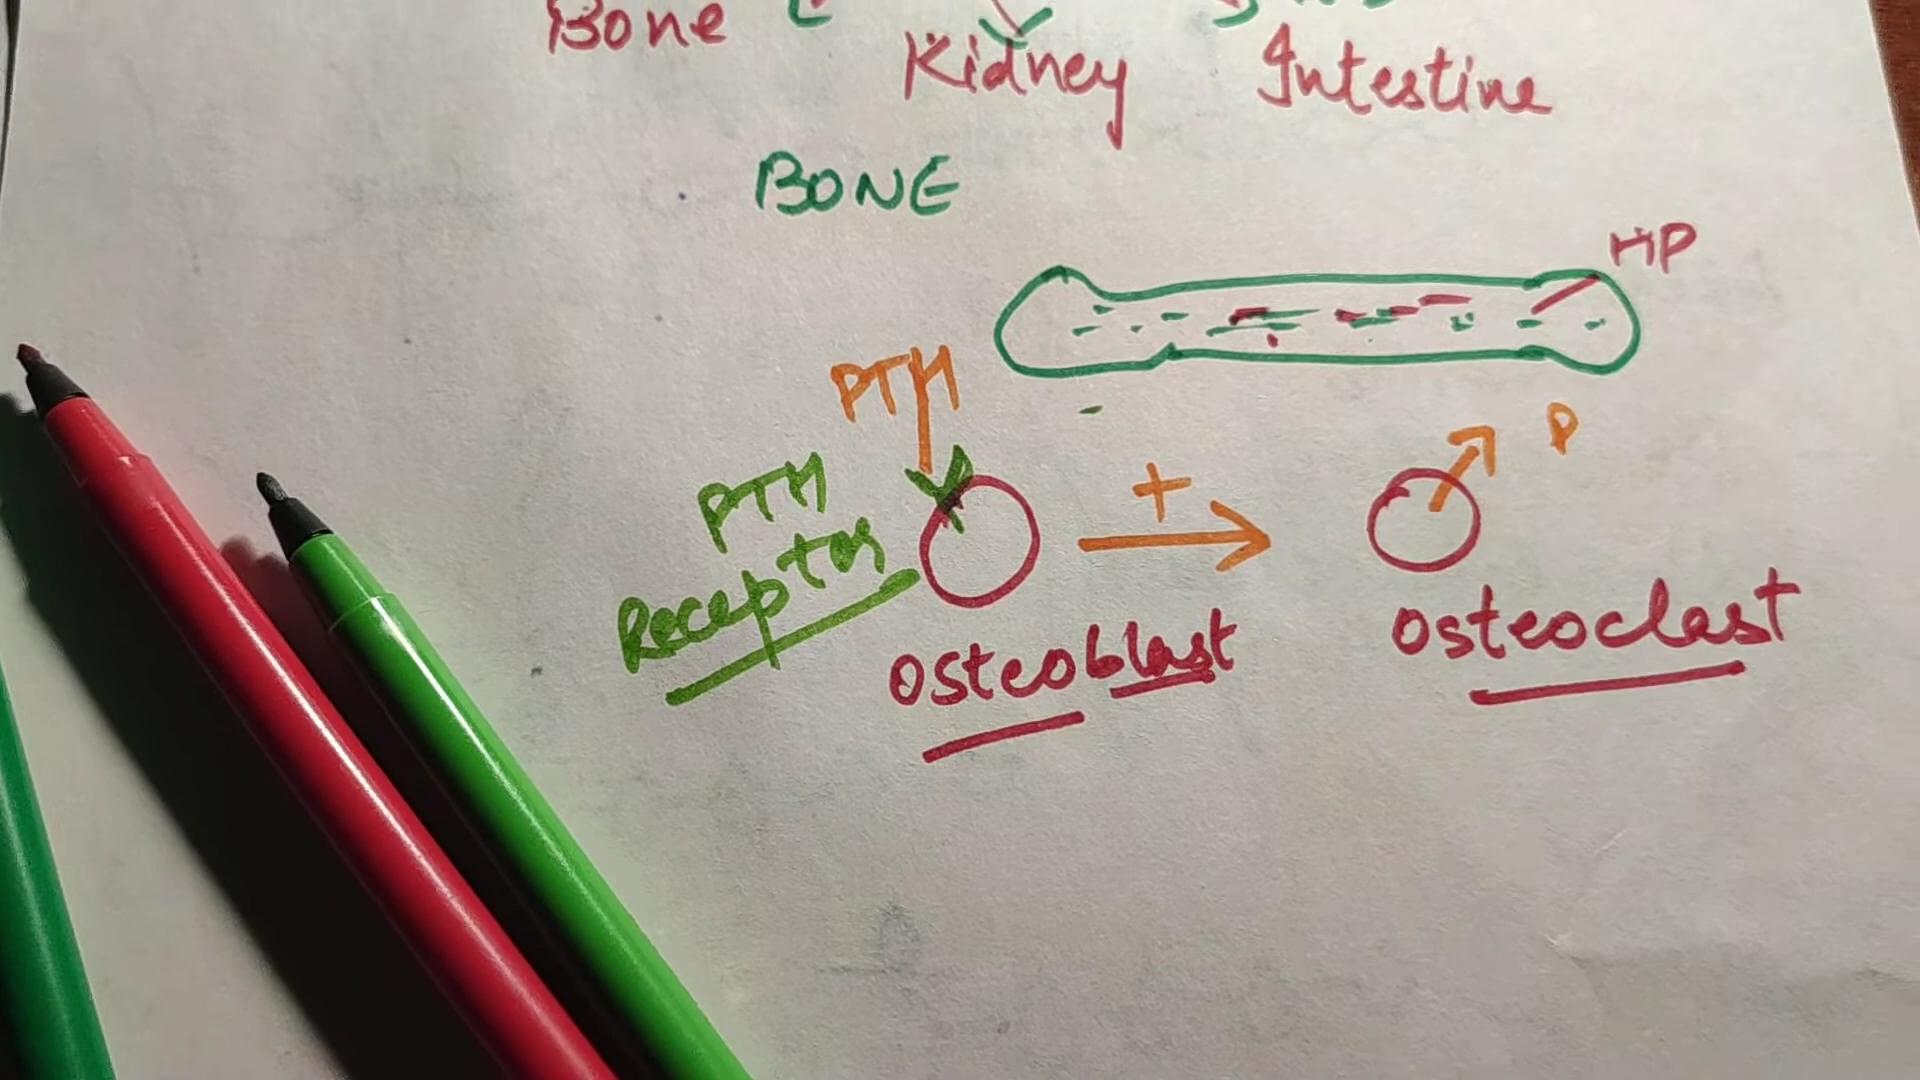 Bone
Kidney
Intestine
BONE
HP
PTH
P
PTH
Receptor
+
Osteoblast
Osteoclast